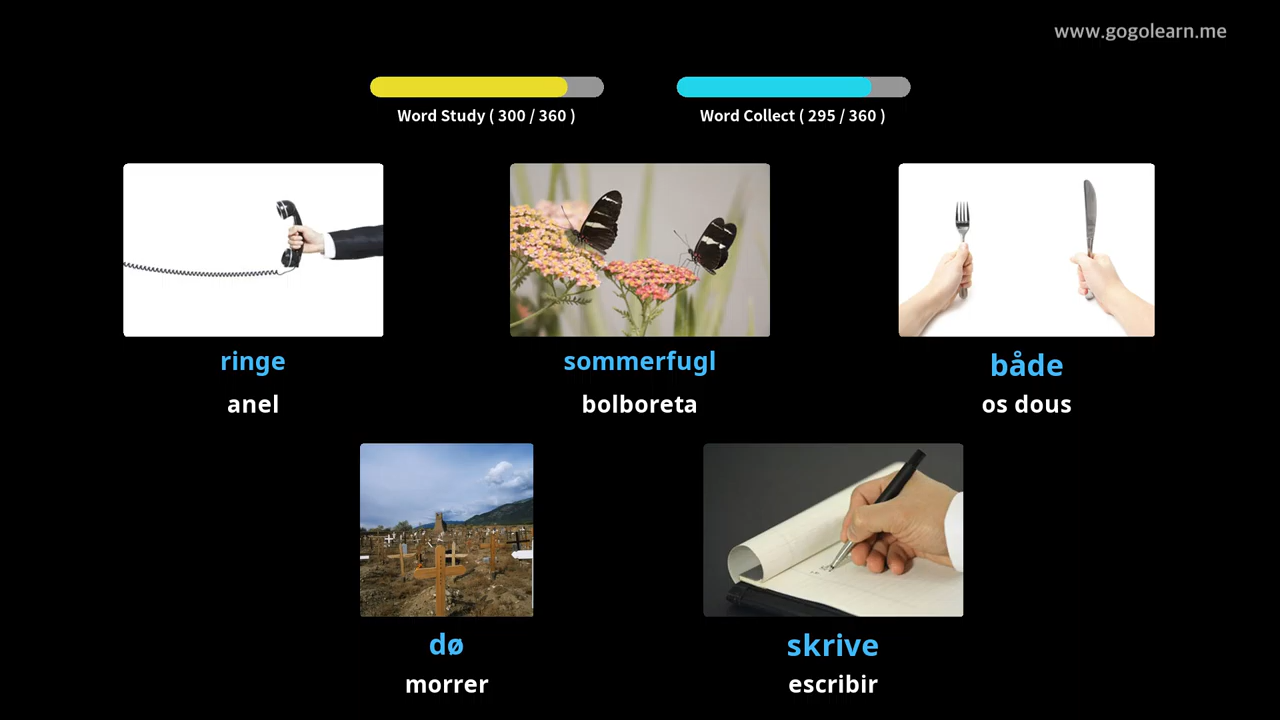 www.gogolearn.me
Word Study ( 300 / 360 )
Word Collect ( 295 / 360 )
ringe
anel
sommerfugl
bolboreta
både
os dous
dø
morrer
skrive
escribir